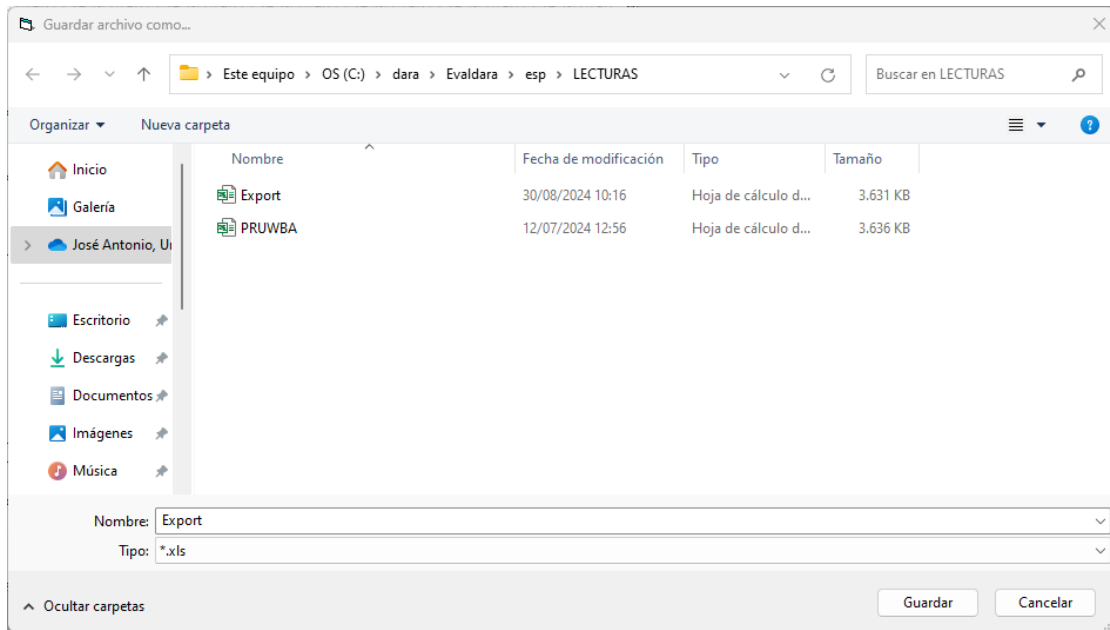 Guardar archivo como...
Este equipo > OS (C:) > dara > Evaldara > esp > LECTURAS
Buscar en LECTURAS
Organizar
Nueva carpeta
Inicio
Galería
José Antonio, Ur
Escritorio
Descargas
Documentos
Imágenes
Música
Nombre Fecha de modificación Tipo Tamaño
Export 30/08/2024 10:16 Hoja de cálculo d... 3.631 KB
PRUWBA 12/07/2024 12:56 Hoja de cálculo d... 3.636 KB
Nombre: Export
Tipo: *.xls
Ocultar carpetas
Guardar
Cancelar